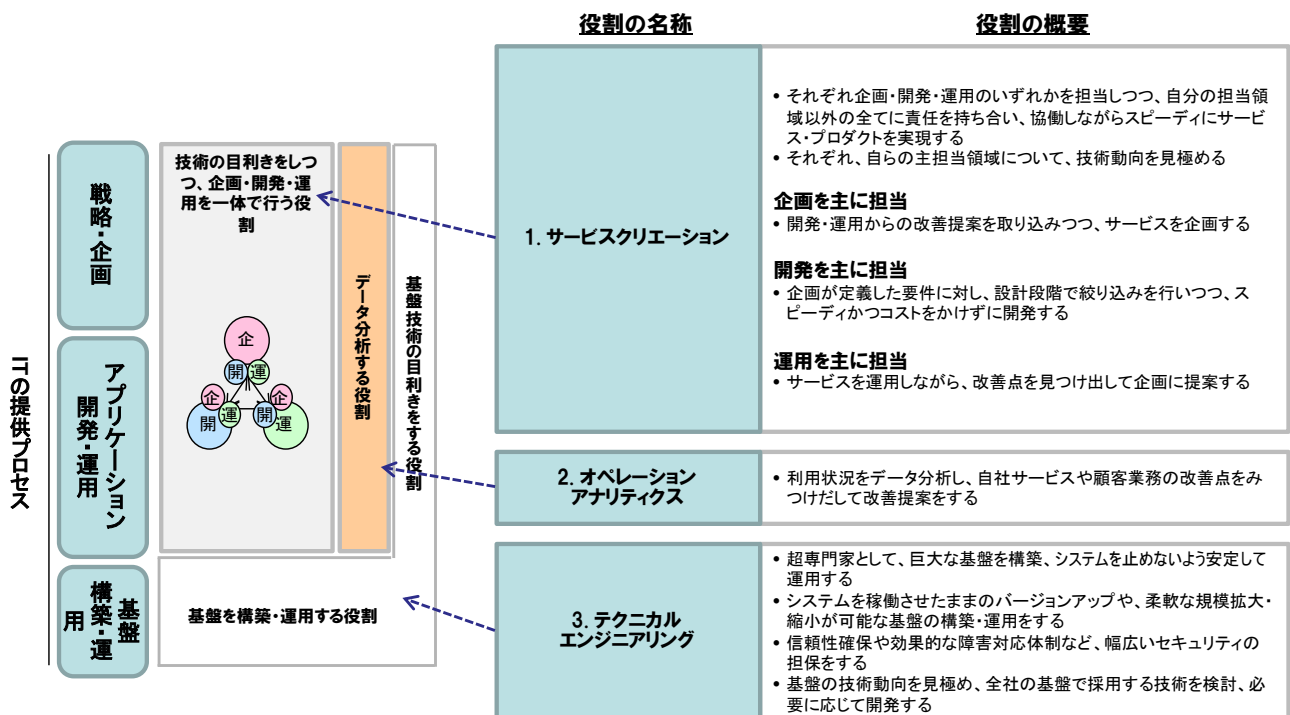 役割の名称
役割の概要
ITの提供プロセス
戦略・企画
アプリケーション
開発・運用
基盤
構築・運
用
技術の目利きをしつ
つ、企画・開発・運
用を一体で行う役
割
企
開
運
企
開
運
企
開
運
データ分析する役割
基盤技術の目利きをする役割
基盤を構築・運用する役割
1. サービスクリエーション
• それぞれ企画・開発・運用のいずれかを担当しつつ、自分の担当領
域以外の全てに責任を持ち合い、協働しながらスピーディにサービ
ス・プロダクトを実現する
• それぞれ、自らの主担当領域について、技術動向を見極める
企画を主に担当
• 開発・運用からの改善提案を取り込みつつ、サービスを企画する
開発を主に担当
• 企画が定義した要件に対し、設計段階で絞り込みを行いつつ、ス
ピーディかつコストをかけずに開発する
運用を主に担当
• サービスを運用しながら、改善点を見つけ出して企画に提案する
2. オペレーション
アナリティクス
• 利用状況をデータ分析し、自社サービスや顧客業務の改善点をみ
つけだして改善提案をする
3. テクニカル
エンジニアリング
• 超専門家として、巨大な基盤を構築、システムを止めないよう安定して
運用する
• システムを稼働させたままのバージョンアップや、柔軟な規模拡大・
縮小が可能な基盤の構築・運用をする
• 信頼性確保や効果的な障害対応体制など、幅広いセキュリティの
担保をする
• 基盤の技術動向を見極め、全社の基盤で採用する技術を検討、必
要に応じて開発する